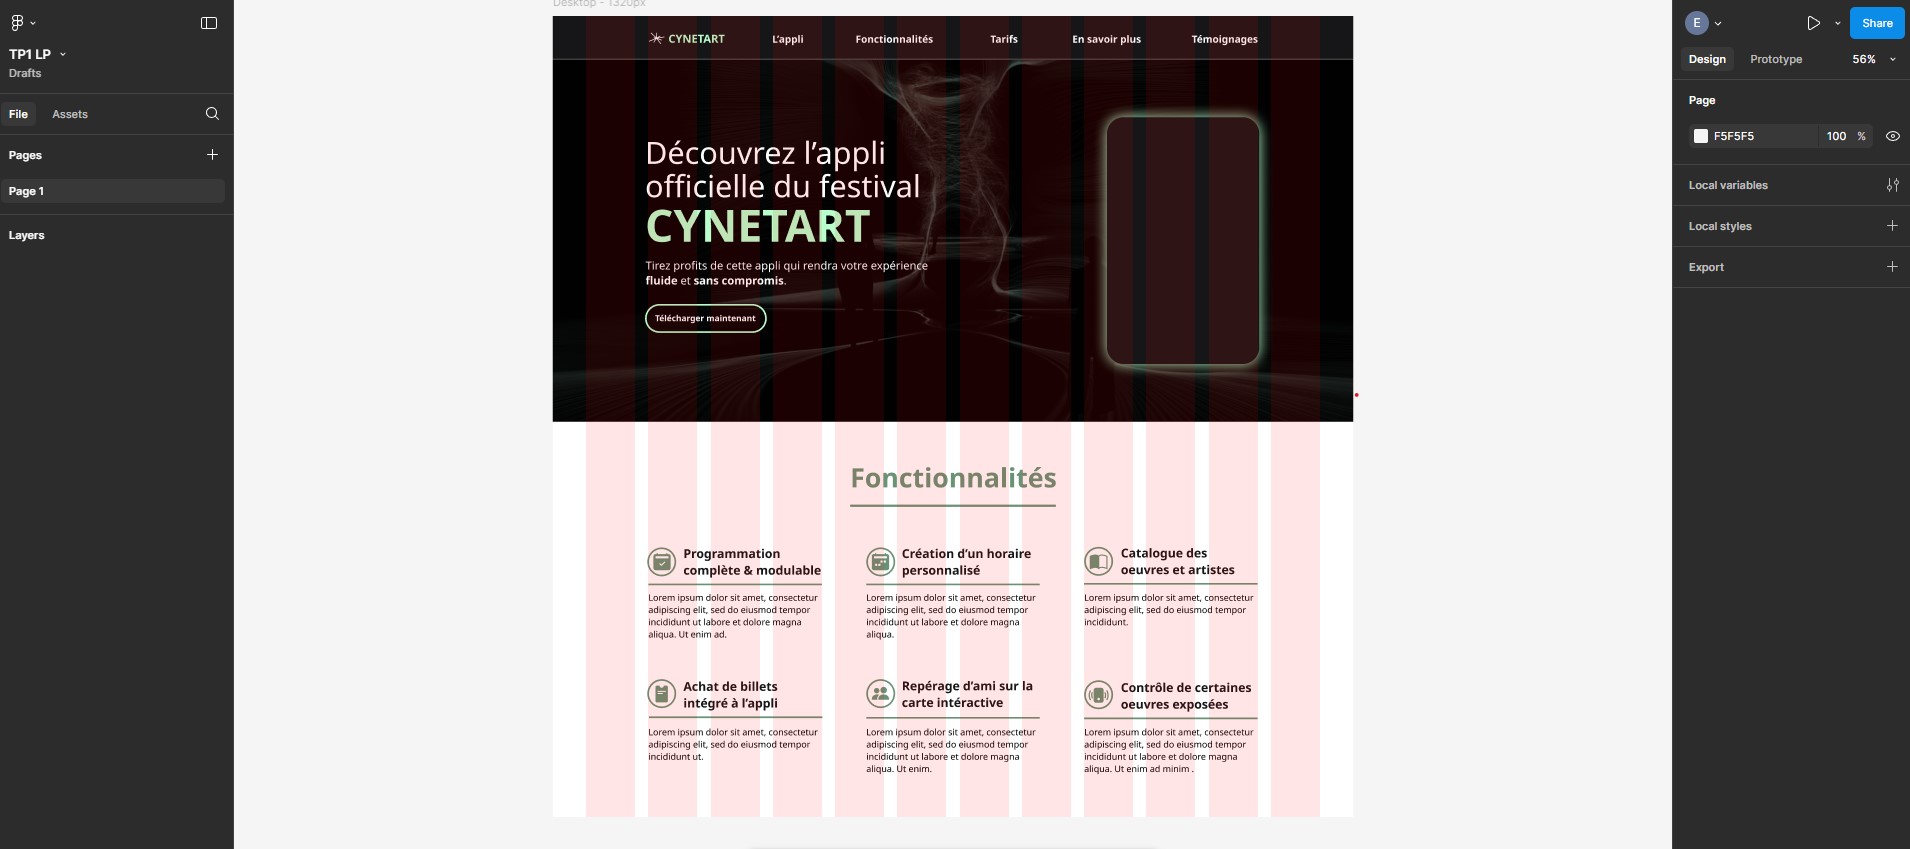 Desktop - 1320px
TP1 LP
Drafts
File Assets
Pages
Page 1
Layers
CYNETART L'appli Fonctionnalités Tarifs En savoir plus Témoignages
Découvrez l'appli
officielle du festival
CYNETART
Tirez profits de cette appli qui rendra votre expérience
fluide et sans compromis.
Télécharger maintenant
Fonctionnalités
Programmation
complète & modulable
Lorem ipsum dolor sit amet, consectetur
adipiscing elit, sed do eiusmod tempor
incididunt ut labore et dolore magna
aliqua. Ut enim ad.
Création d'un horaire
personnalisé
Lorem ipsum dolor sit amet, consectetur
adipiscing elit, sed do eiusmod tempor
incididunt ut labore et dolore magna
aliqua.
Catalogue des
oeuvres et artistes
Lorem ipsum dolor sit amet, consectetur
adipiscing elit, sed do eiusmod tempor
incididunt.
Achat de billets
intégré à l'appli
Lorem ipsum dolor sit amet, consectetur
adipiscing elit, sed do eiusmod tempor
incididunt ut.
Repérage d'ami sur la
carte intéractive
Lorem ipsum dolor sit amet, consectetur
adipiscing elit, sed do eiusmod tempor
incididunt ut labore et dolore magna
aliqua. Ut enim.
Contrôle de certaines
oeuvres exposées
Lorem ipsum dolor sit amet, consectetur
adipiscing elit, sed do eiusmod tempor
incididunt ut labore et dolore magna
aliqua. Ut enim ad minim .
E
Share
Design Prototype 56%
Page
F5F5F5 100 %
Local variables
Local styles
Export